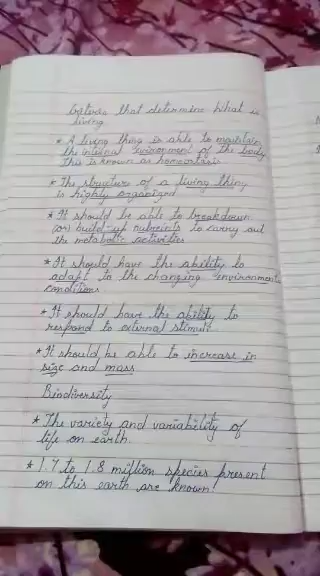 Criteria that determine what is
living
* A living thing is able to maintain
the internal environment of the body.
This is known as homeostasis
* The structure of a living thing
is highly organized
* It should be able to breakdown
(or) build-up nutrients to carry out
the metabolic activities
* It should have the ability to
adapt to the changing environmental
conditions
* It should have the ability to
respond to external stimuli
* It should be able to increase in
size and mass
Biodiversity
* The variety and variability of
life on earth.
* 1.7 to 1.8 million species present
on this earth are known.